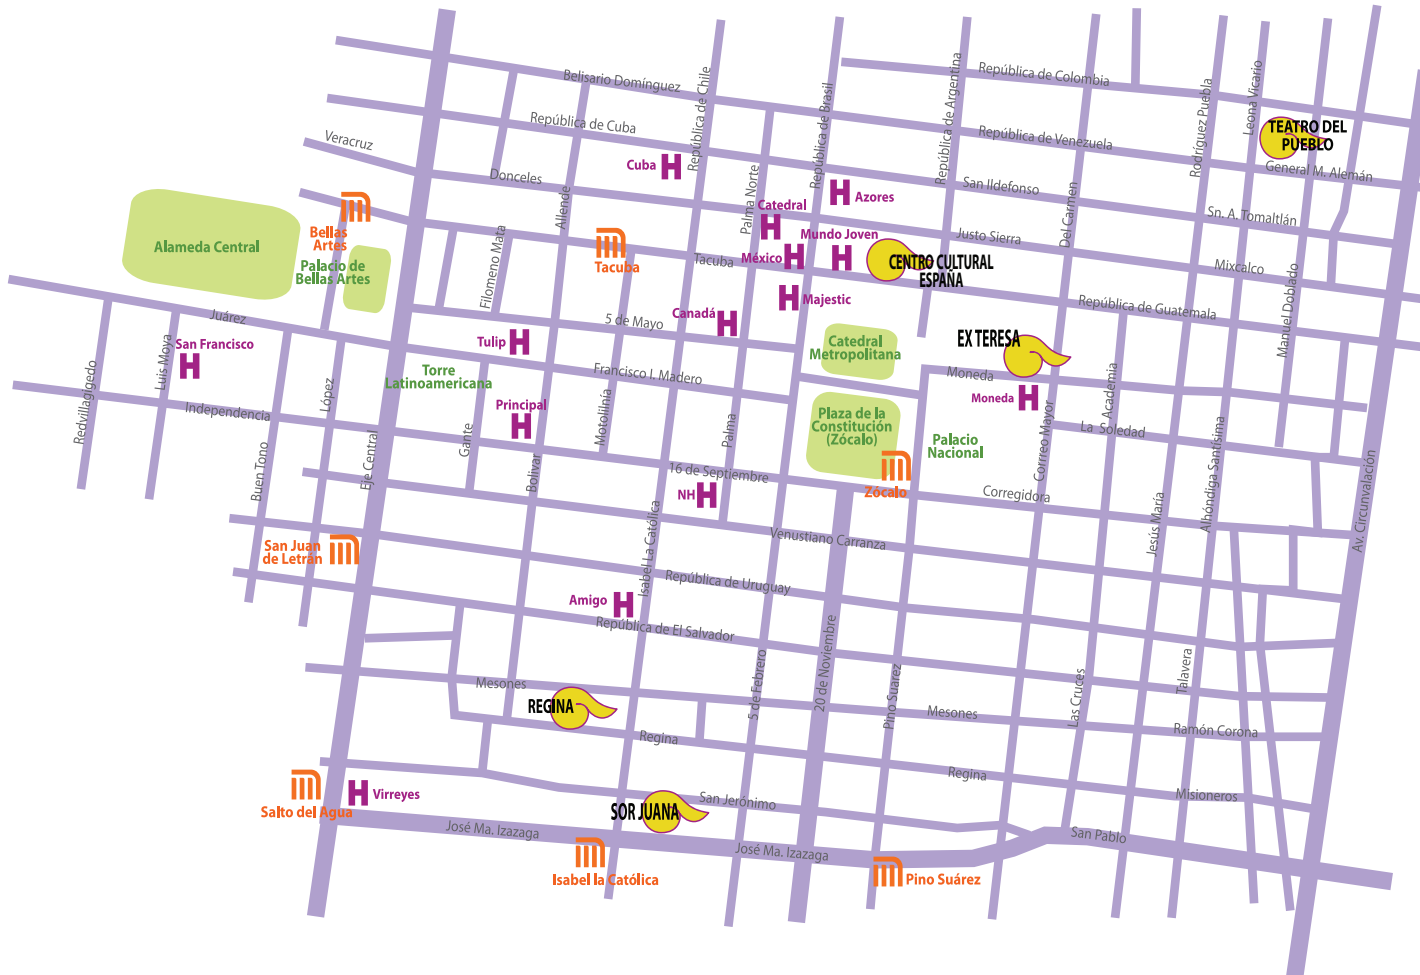 Belisario Domínguez
República de Chile
República de Brasil
República de Argentina
República de Colombia
Rodríguez Puebla
Leona Vicario
República de Cuba
República de Venezuela
TEATRO DEL
PUEBLO
Veracruz
General M. Alemán
Cuba
H
Donceles
Allende
Palma Norte
H
Azores
San Ildefonso
Del Carmen
Sn. A. Tomaltlán
Catedral
H
Bellas
Artes
Alameda Central
Palacio de
Bellas Artes
Filomeno Mata
Tacuba
Tacuba
México
H
Mundo Joven
H
CENTRO CULTURAL
ESPAÑA
Justo Sierra
Mixcalco
Manuel Doblado
H
Majestic
República de Guatemala
Juárez
5 de Mayo
Canadá
H
Catedral
Metropolitana
EX TERESA
San Francisco
H
Luis Moya
Tulip
H
Torre
Latinoamericana
Francisco I. Madero
Moneda
Moneda
H
Academia
Redvillagigedo
Independencia
López
Principal
H
Motolilnía
Palma
Plaza de la
Constitución
(Zócalo)
Palacio
Nacional
Corrreo Mayor
La Soledad
Alhóndiga Santísima
Buen Tono
Eje Central
Gante
Bolivar
16 de Septiembre
NH
H
Zócalo
Corregidora
Jesús María
Av. Circunvalación
San Juan
de Letrán
Isabel La Católica
Venustiano Carranza
República de Uruguay
Amigo
H
República de El Salvador
5 de Febrero
20 de Noviembre
Pino Suarez
Las Cruces
Talavera
Mesones
REGINA
Mesones
Ramón Corona
Regina
Regina
Misioneros
Salto del Agua
H
Virreyes
SOR JUANA
San Jerónimo
José Ma. Izazaga
José Ma. Izazaga
San Pablo
Isabel la Católica
Pino Suárez